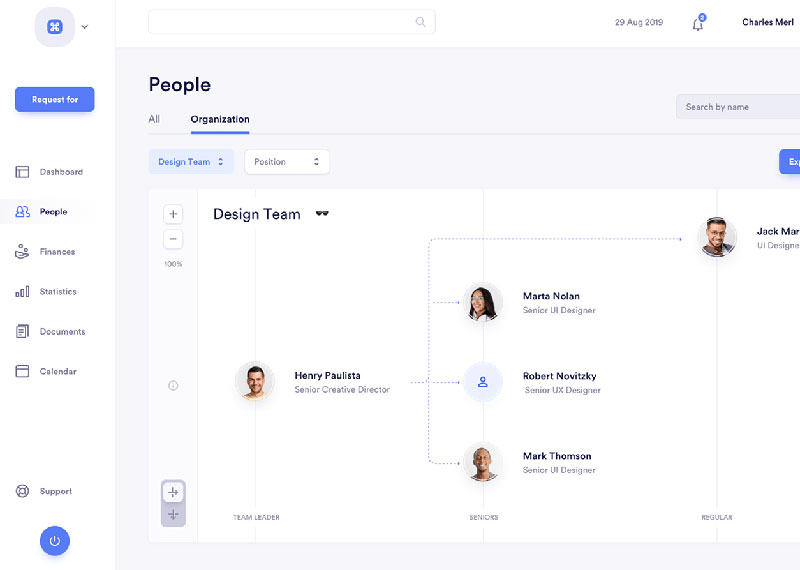 29 Aug 2019
3
Charles Merl
Request for
People
Search by name
All
Organization
Design Team
Position
Exp
Dashboard
People
Finances
Statistics
Documents
Calendar
Support
100%
Design Team
Jack Mar
UI Designe
Marta Nolan
Senior UI Designer
Henry Paulista
Senior Creative Director
Robert Novitzky
Senior UX Designer
Mark Thomson
Senior UI Designer
TEAM LEADER
SENIORS
REGULAR